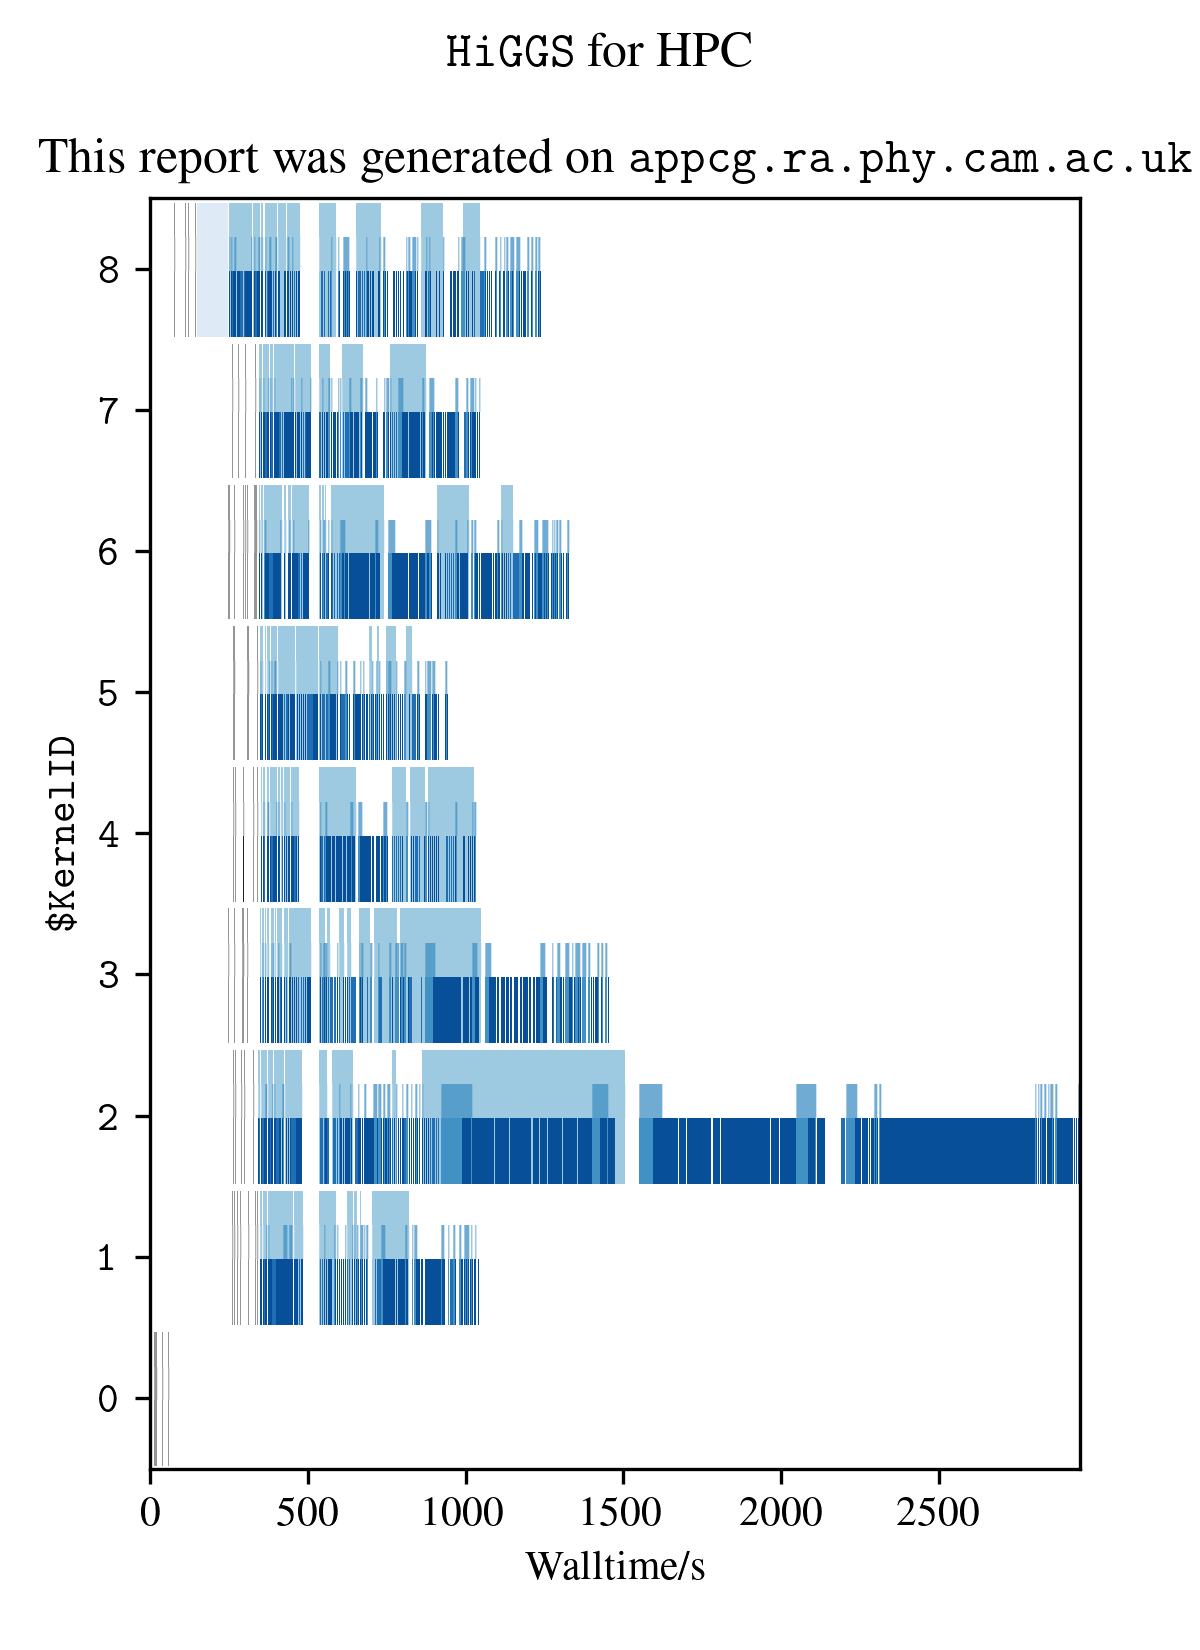 HiGGS for HPC
This report was generated on appcg.ra.phy.cam.ac.uk
8
7
6
5
4
3
2
1
0
$KernelID
0 500 1000 1500 2000 2500
Walltime/s